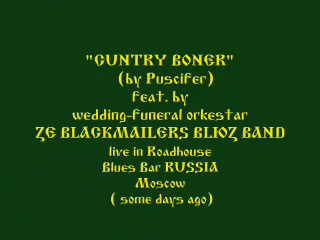 "CUNTRY BONER"
(by Puscifer)
feat. by
wedding-funeral orkestar
ZE BLACKMAILERS BLIOZ BAND
live in Roadhouse
Blues Bar RUSSIA
Moscow
( some days ago)